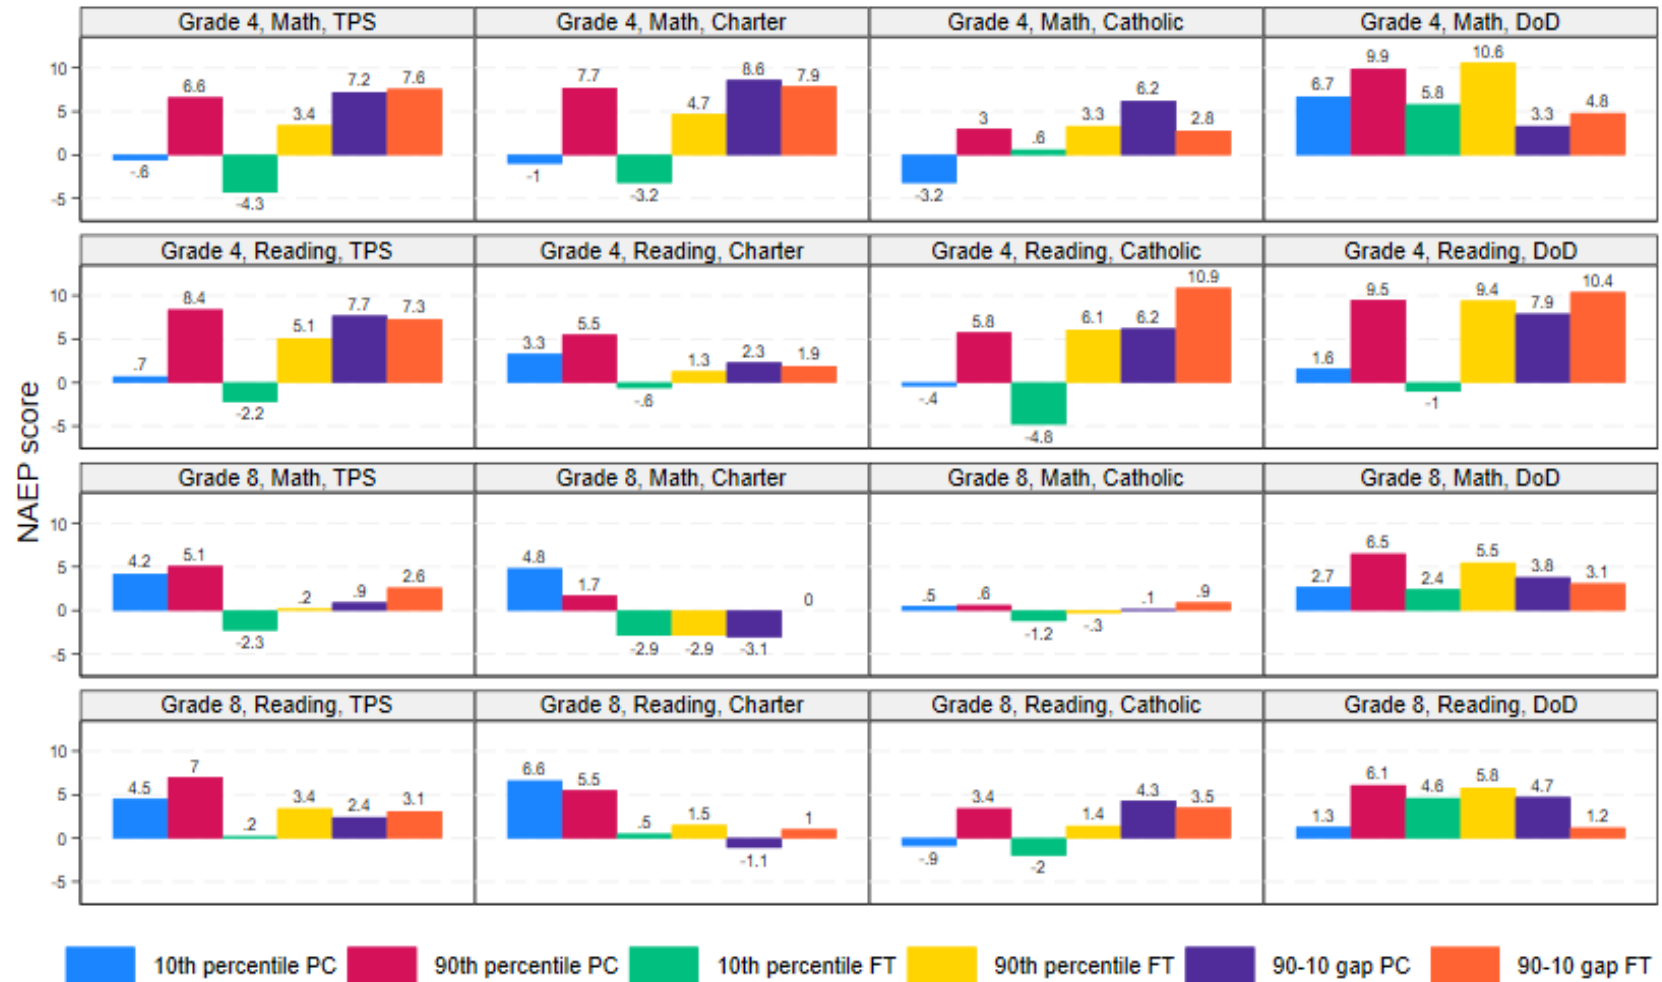 Grade 4, Math, TPS Grade 4, Math, Charter Grade 4, Math, Catholic Grade 4, Math, DoD
10 5 0 -5
-.6 6.6 -4.3 3.4 7.2 7.6
-1 7.7 -3.2 4.7 8.6 7.9
-3.2 3 .6 3.3 6.2 2.8
6.7 9.9 5.8 10.6 3.3 4.8
Grade 4, Reading, TPS Grade 4, Reading, Charter Grade 4, Reading, Catholic Grade 4, Reading, DoD
10 5 0 -5
.7 8.4 -2.2 5.1 7.7 7.3
3.3 5.5 -.6 1.3 2.3 1.9
-.4 5.8 -4.8 6.1 6.2 10.9
1.6 9.5 -1 9.4 7.9 10.4
NAEP score
Grade 8, Math, TPS Grade 8, Math, Charter Grade 8, Math, Catholic Grade 8, Math, DoD
10 5 0 -5
4.2 5.1 -2.3 .2 .9 2.6
4.8 1.7 -2.9 -2.9 -3.1 0
.5 .6 -1.2 -.3 .1 .9
2.7 6.5 2.4 5.5 3.8 3.1
Grade 8, Reading, TPS Grade 8, Reading, Charter Grade 8, Reading, Catholic Grade 8, Reading, DoD
10 5 0 -5
4.5 7 .2 3.4 2.4 3.1
6.6 5.5 .5 1.5 -1.1 1
-.9 3.4 -2 1.4 4.3 3.5
1.3 6.1 4.6 5.8 4.7 1.2
10th percentile PC 90th percentile PC 10th percentile FT 90th percentile FT 90-10 gap PC 90-10 gap FT